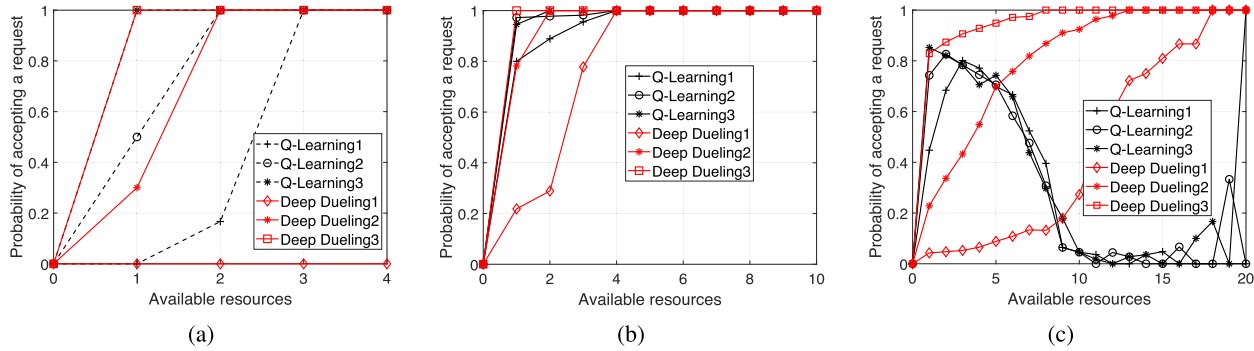 Probability of accepting a request
1
0.8
0.6
0.4
0.2
0
0 1 2 3 4
Available resources
Q-Learning1
Q-Learning2
Q-Learning3
Deep Dueling1
Deep Dueling2
Deep Dueling3
(a)
Probability of accepting a request
1
0.8
0.6
0.4
0.2
0
0 2 4 6 8 10
Available resources
Q-Learning1
Q-Learning2
Q-Learning3
Deep Dueling1
Deep Dueling2
Deep Dueling3
(b)
Probability of accepting a request
1
0.8
0.6
0.4
0.2
0
0 5 10 15 20
Available resources
Q-Learning1
Q-Learning2
Q-Learning3
Deep Dueling1
Deep Dueling2
Deep Dueling3
(c)